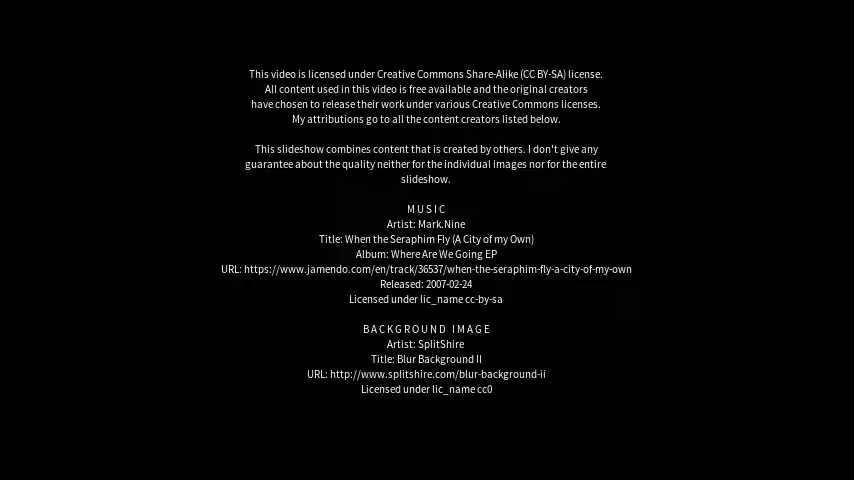 This video is licensed under Creative Commons Share-Alike (CC BY-SA) license.
All content used in this video is free available and the original creators
have chosen to release their work under various Creative Commons licenses.
My attributions go to all the content creators listed below.
This slideshow combines content that is created by others. I don't give any
guarantee about the quality neither for the individual images nor for the entire
slideshow.
MUSIC
Artist: Mark.Nine
Title: When the Seraphim Fly (A City of my Own)
Album: Where Are We Going EP
URL: https://www.jamendo.com/en/track/36537/when-the-seraphim-fly-a-city-of-my-own
Released: 2007-02-24
Licensed under lic_name cc-by-sa
BACKGROUND IMAGE
Artist: SplitShire
Title: Blur Background II
URL: http://www.splitshire.com/blur-background-ii
Licensed under lic_name cc0